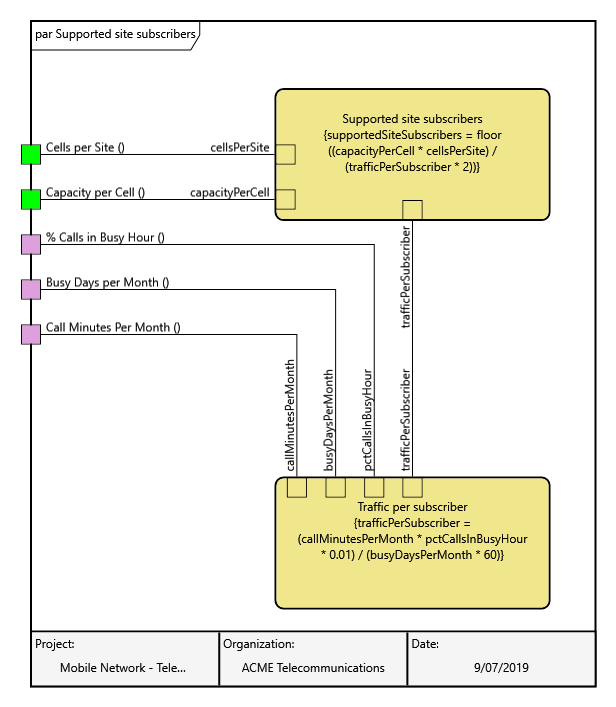 par Supported site subscribers
Supported site subscribers
{supportedSiteSubscribers = floor
((capacityPerCell * cellsPerSite) /
(trafficPerSubscriber * 2))}
Cells per Site ()
cellsPerSite
Capacity per Cell ()
capacityPerCell
% Calls in Busy Hour ()
Busy Days per Month ()
Call Minutes Per Month ()
trafficPerSubscriber
callMinutesPerMonth
busyDaysPerMonth
pctCallsInBusyHour
trafficPerSubscriber
Traffic per subscriber
{trafficPerSubscriber =
(callMinutesPerMonth * pctCallsInBusyHour
* 0.01) / (busyDaysPerMonth * 60)}
Project:
Mobile Network - Tele...
Organization:
ACME Telecommunications
Date:
9/07/2019